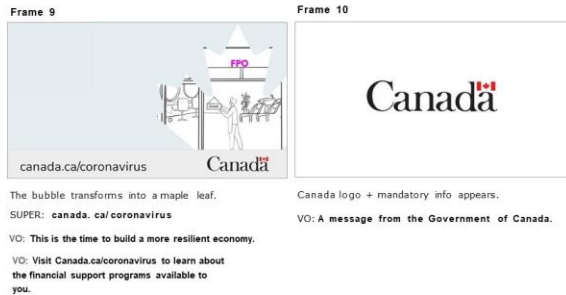 Frame 9
FPO
canada.ca/coronavirus
Canada
The bubble transforms into a maple leaf.
SUPER: canada. ca/ coronavirus
VO: This is the time to build a more resilient economy.
VO: Visit Canada.ca/coronavirus to learn about
the financial support programs available to
you.
Frame 10
Canada
Canada logo + mandatory info appears.
VO: A message from the Government of Canada.